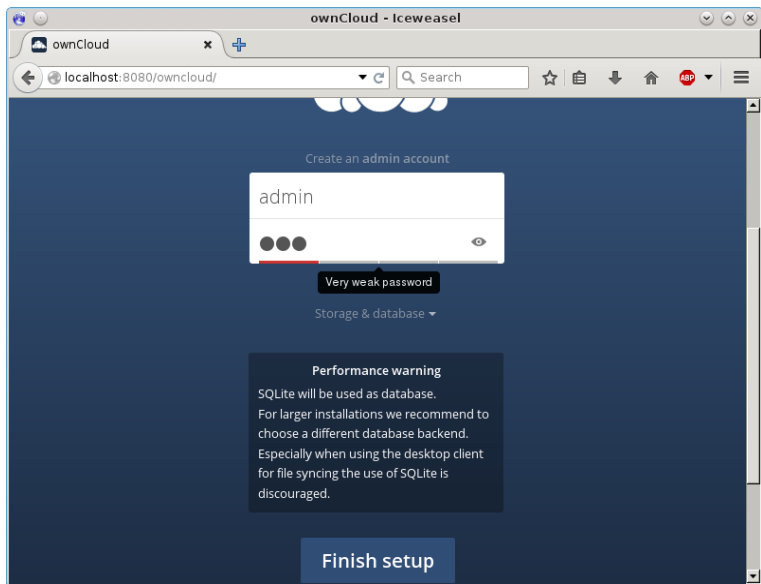 ownCloud - Iceweasel
ownCloud
localhost:8080/owncloud/
Search
ABP
Create an admin account
admin
Very weak password
Storage & database
Performance warning
SQLite will be used as database.
For larger installations we recommend to
choose a different database backend.
Especially when using the desktop client
for file syncing the use of SQLite is
discouraged.
Finish setup